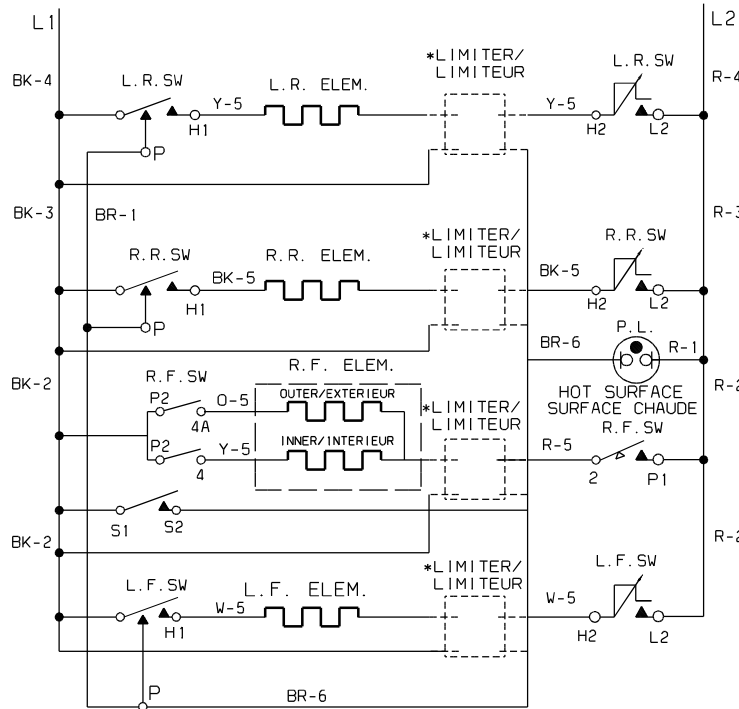 L1
L2
BK-4
L.R.SW
Y-5
L.R. ELEM.
*LIMITER/
LIMITEUR
Y-5
L.R.SW
R-4
H1
H2
L2
P
BK-3
BR-1
R-3
R.R.SW
BK-5
R.R. ELEM.
*LIMITER/
LIMITEUR
BK-5
R.R.SW
H1
H2
L2
P
P.L.
BR-6
R-1
HOT SURFACE
SURFACE CHAUDE
BK-2
R.F.SW
R.F. ELEM.
R-2
P2
O-5
OUTER/EXTERIEUR
4A
*LIMITER/
LIMITEUR
R.F.SW
P2
Y-5
INNER/INTERIEUR
R-5
4
2
P1
S1
S2
BK-2
R-2
L.F.SW
W-5
L.F. ELEM.
*LIMITER/
LIMITEUR
W-5
L.F.SW
H1
H2
L2
P
BR-6